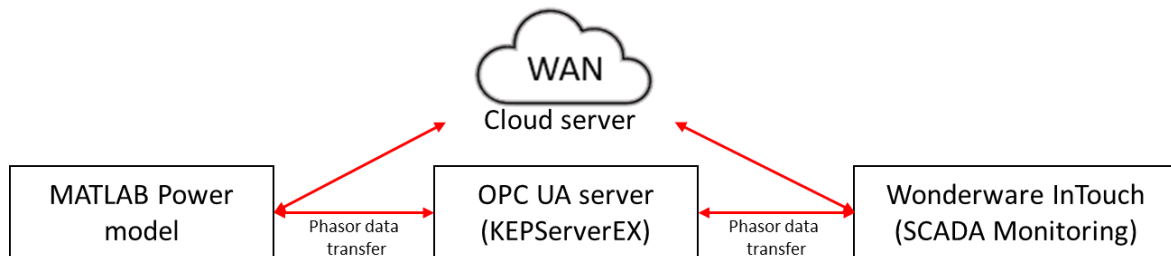 WAN
Cloud server
MATLAB Power
model
Phasor data
transfer
OPC UA server
(KEPServerEX)
Phasor data
transfer
Wonderware InTouch
(SCADA Monitoring)